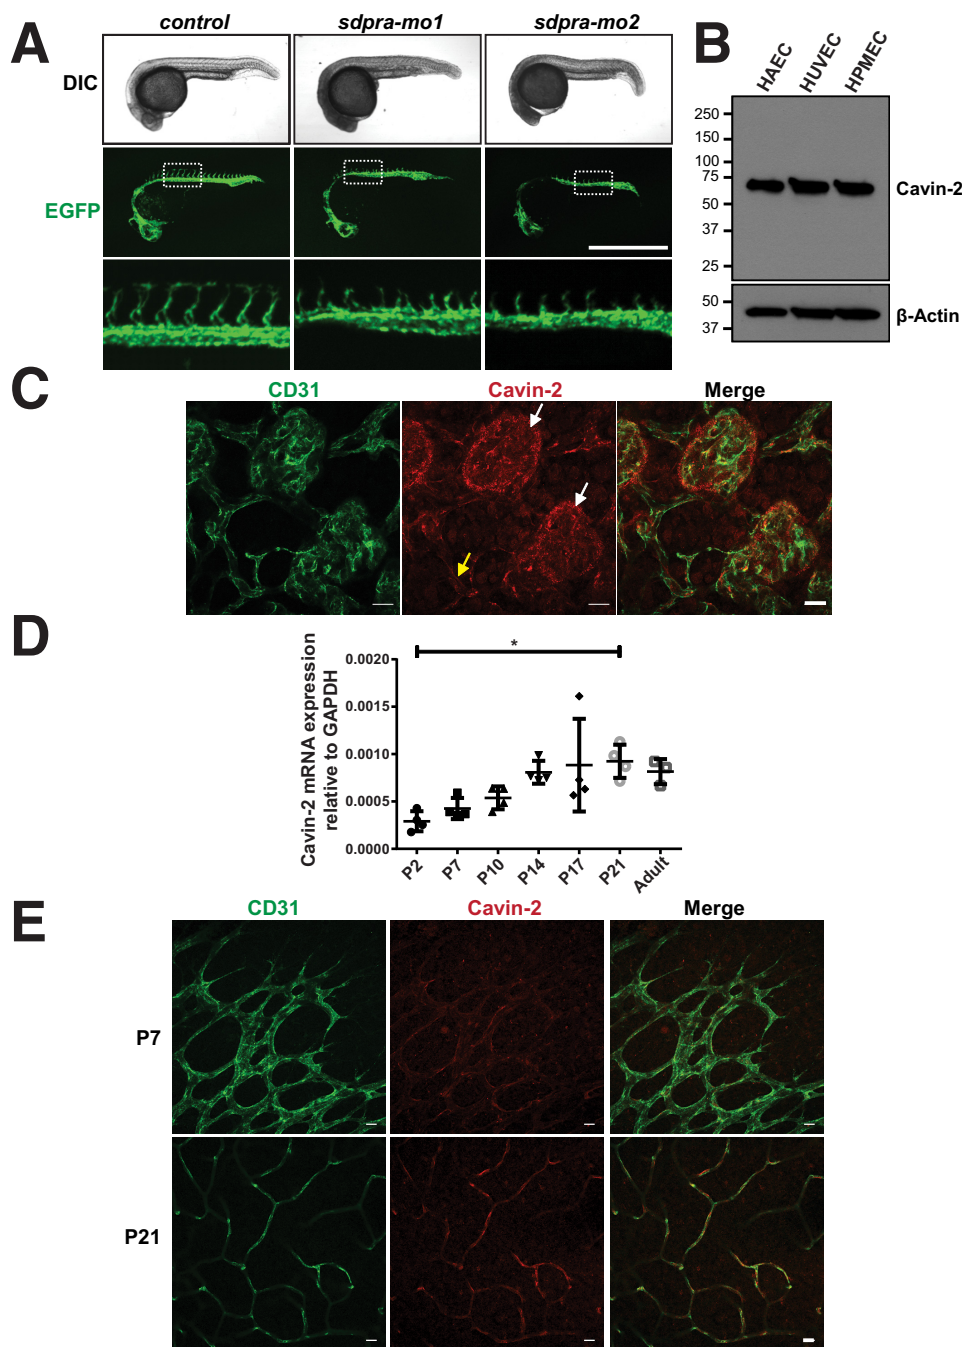 A
control
sdpra-mo1
sdpra-mo2
DIC
EGFP
B
HAEC
HUVEC
HPMEC
250
150
100
75
50
37
25
Cavin-2
50
37
β-Actin
C
CD31
Cavin-2
Merge
D
Cavin-2 mRNA expression
relative to GAPDH
0.0020
0.0015
0.0010
0.0005
0.0000
*
P2
P7
P10
P14
P17
P21
Adult
E
CD31
Cavin-2
Merge
P7
P21